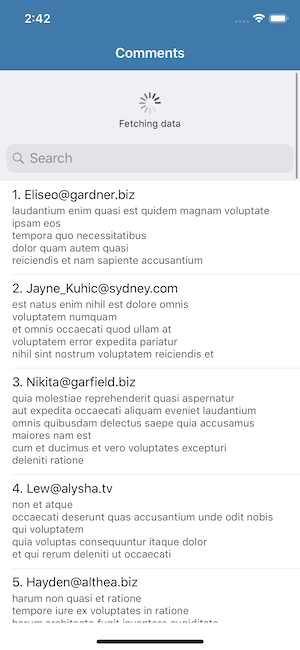 2:42
Comments
Fetching data
Search
1. Eliseo@gardner.biz
laudantium enim quasi est quidem magnam voluptate
ipsam eos
tempora quo necessitatibus
dolor quam autem quasi
reiciendis et nam sapiente accusantium
2. Jayne_Kuhic@sydney.com
est natus enim nihil est dolore omnis
voluptatem numquam
et omnis occaecati quod ullam at
voluptatem error expedita pariatur
nihil sint nostrum voluptatem reiciendis et
3. Nikita@garfield.biz
quia molestiae reprehenderit quasi aspernatur
aut expedita occaecati aliquam eveniet laudantium
omnis quibusdam delectus saepe quia accusamus
maiores nam est
cum et ducimus et vero voluptates excepturi
deleniti ratione
4. Lew@alysha.tv
non et atque
occaecati deserunt quas accusantium unde odit nobis
qui voluptatem
quia voluptas consequuntur itaque dolor
et qui rerum deleniti ut occaecati
5. Hayden@althea.biz
harum non quasi et ratione
tempore iure ex voluptates in ratione
harum architecto fugit inventore cupiditate